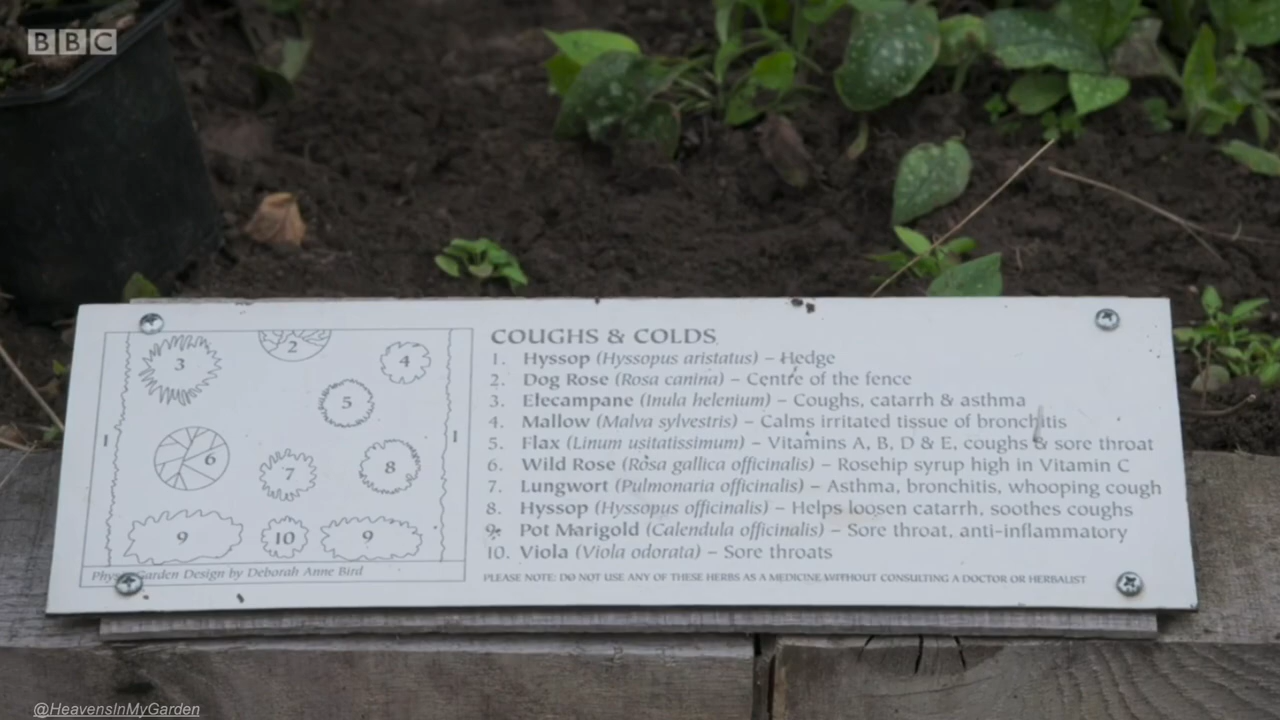 BBC
COUGHS & COLDS
1. Hyssop (Hyssopus aristatus) – Hedge
2. Dog Rose (Rosa canina) – Centre of the fence
3. Elecampane (Inula helenium) – Coughs, catarrh & asthma
4. Mallow (Malva sylvestris) – Calms irritated tissue of bronchitis
5. Flax (Linum usitatissimum) – Vitamins A, B, D & E, coughs & sore throat
6. Wild Rose (Rosa gallica officinalis) – Rosehip syrup high in Vitamin C
7. Lungwort (Pulmonaria officinalis) – Asthma, bronchitis, whooping cough
8. Hyssop (Hyssopus officinalis) – Helps loosen catarrh, soothes coughs
9. Pot Marigold (Calendula officinalis) – Sore throat, anti-inflammatory
10. Viola (Viola odorata) – Sore throats
PLEASE NOTE: DO NOT USE ANY OF THESE HERBS AS A MEDICINE WITHOUT CONSULTING A DOCTOR OR HERBALIST
3 2 4
5
1 1
6 7 8
9 10 9
Garden Design by Deborah Anne Bird
@HeavensInMyGarden